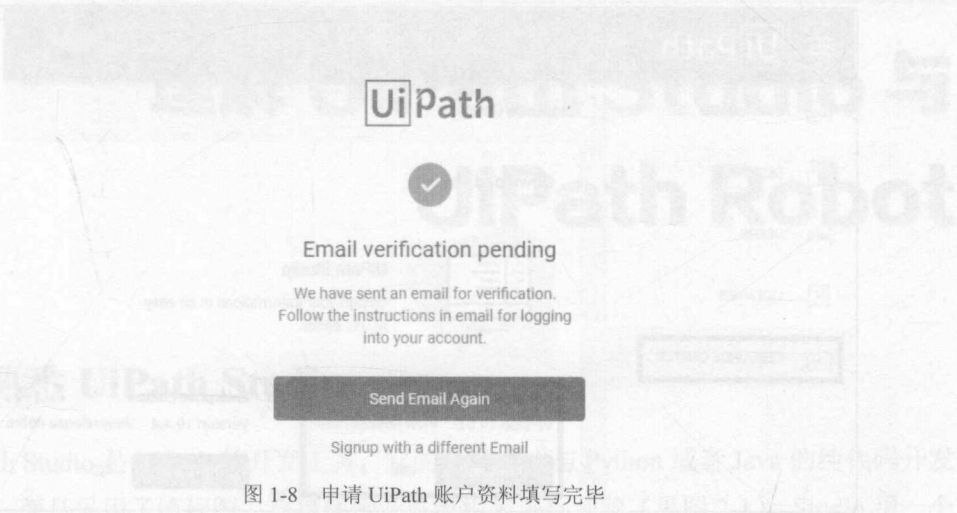 UiPath
Email verification pending
We have sent an email for verification.
Follow the instructions in email for logging
into your account.
Send Email Again
Signup with a different Email
图 1-8 申请 UiPath 账户资料填写完毕